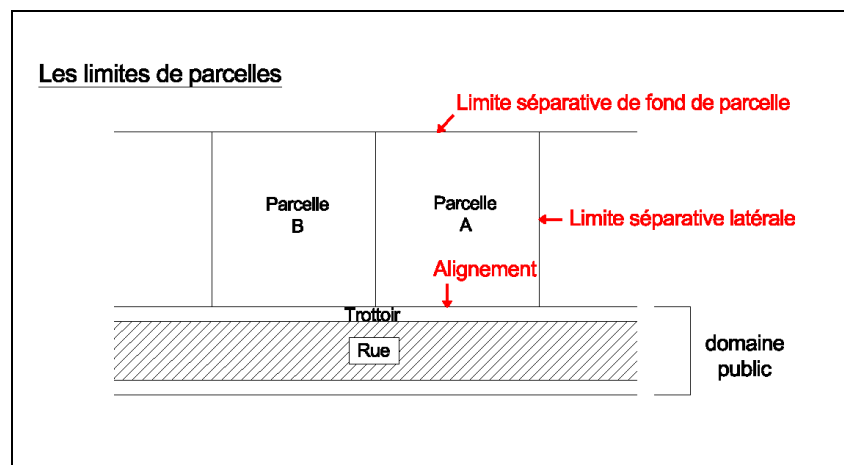 Les limites de parcelles
Limite séparative de fond de parcelle
Parcelle
B
Parcelle
A
Limite séparative latérale
Alignement
Trottoir
Rue
domaine
public